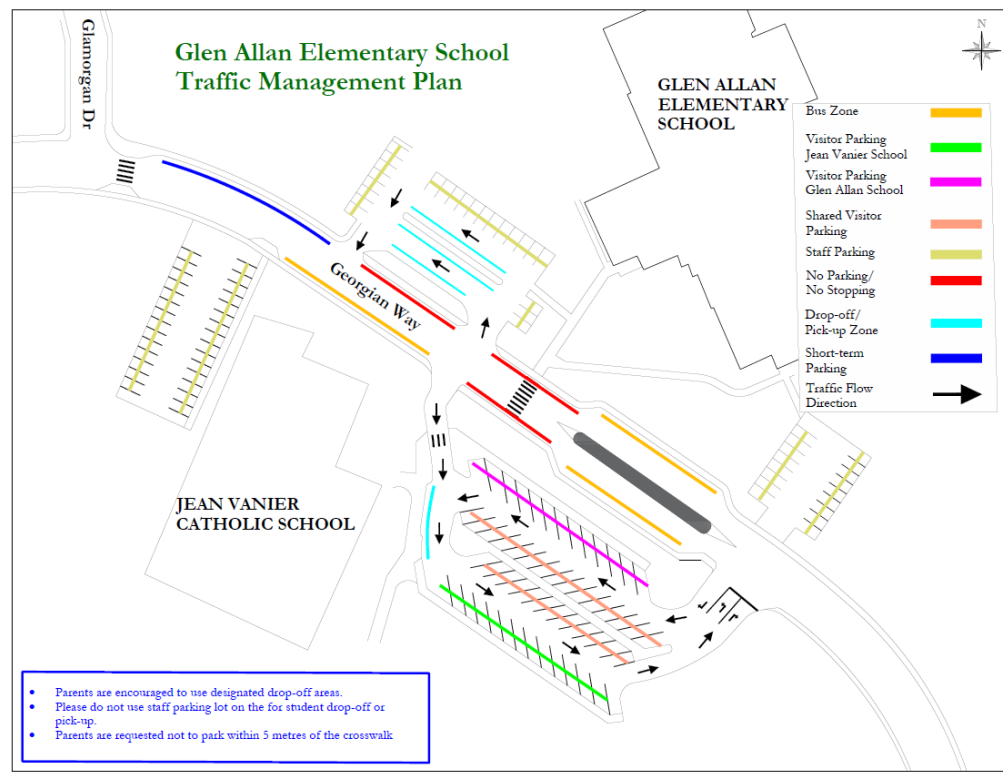 Glamorgan Dr
Glen Allan Elementary School
Traffic Management Plan
N
GLEN ALLAN
ELEMENTARY
SCHOOL
Bus Zone
Visitor Parking
Jean Vanier School
Visitor Parking
Glen Allan School
Shared Visitor
Parking
Staff Parking
No Parking/
No Stopping
Drop-off/
Pick-up Zone
Short-term
Parking
Traffic Flow
Direction
Georgian Way
JEAN VANIER
CATHOLIC SCHOOL
• Parents are encouraged to use designated drop-off areas.
• Please do not use staff parking lot on the for student drop-off or
pick-up.
• Parents are requested not to park within 5 metres of the crosswalk